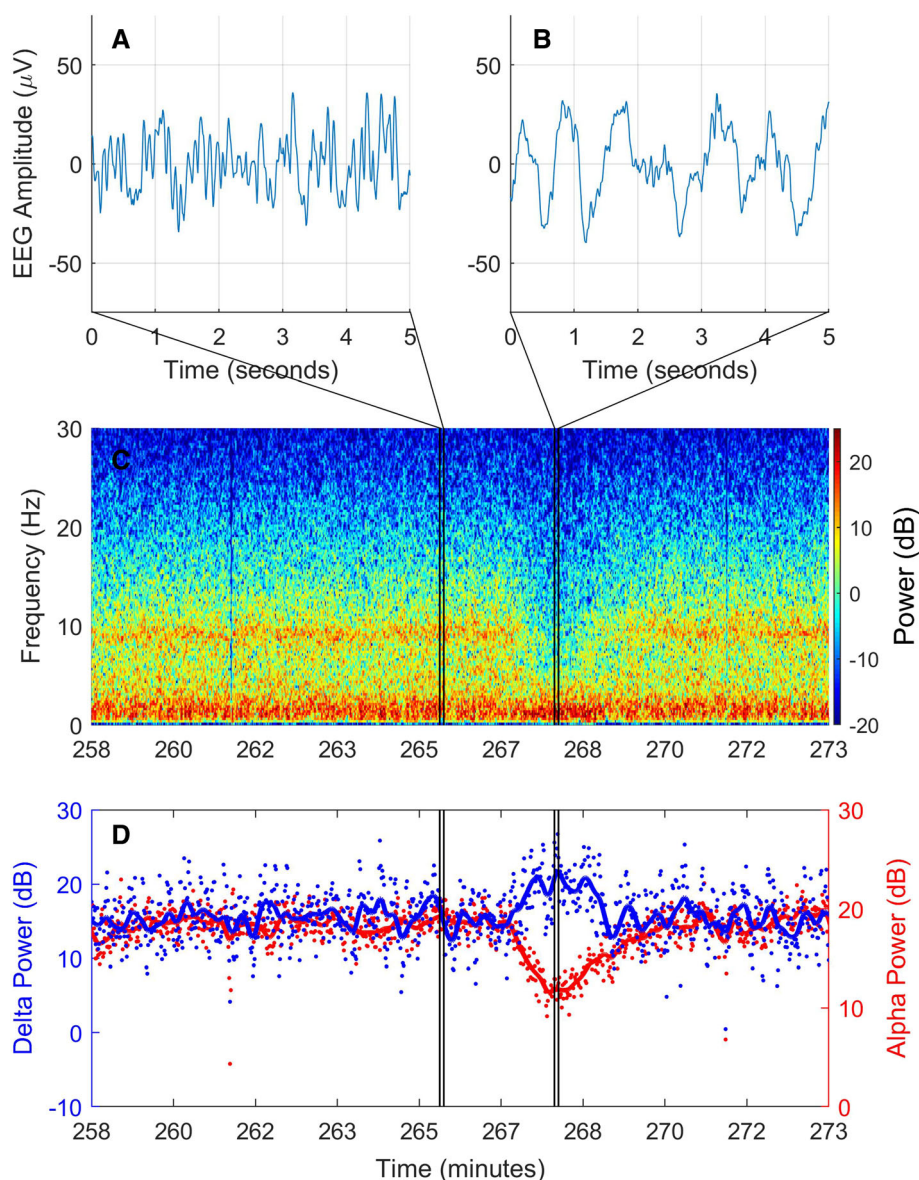 A
B
EEG Amplitude (μV)
50
0
-50
50
0
-50
0 1 2 3 4 5
0 1 2 3 4 5
Time (seconds)
Time (seconds)
C
Frequency (Hz)
30
20
10
0
258 260 262 263 265 267 268 270 272 273
20
10
0
-10
-20
Power (dB)
D
Delta Power (dB)
30
20
10
0
-10
30
20
10
0
Alpha Power (dB)
258 260 262 263 265 267 268 270 272 273
Time (minutes)